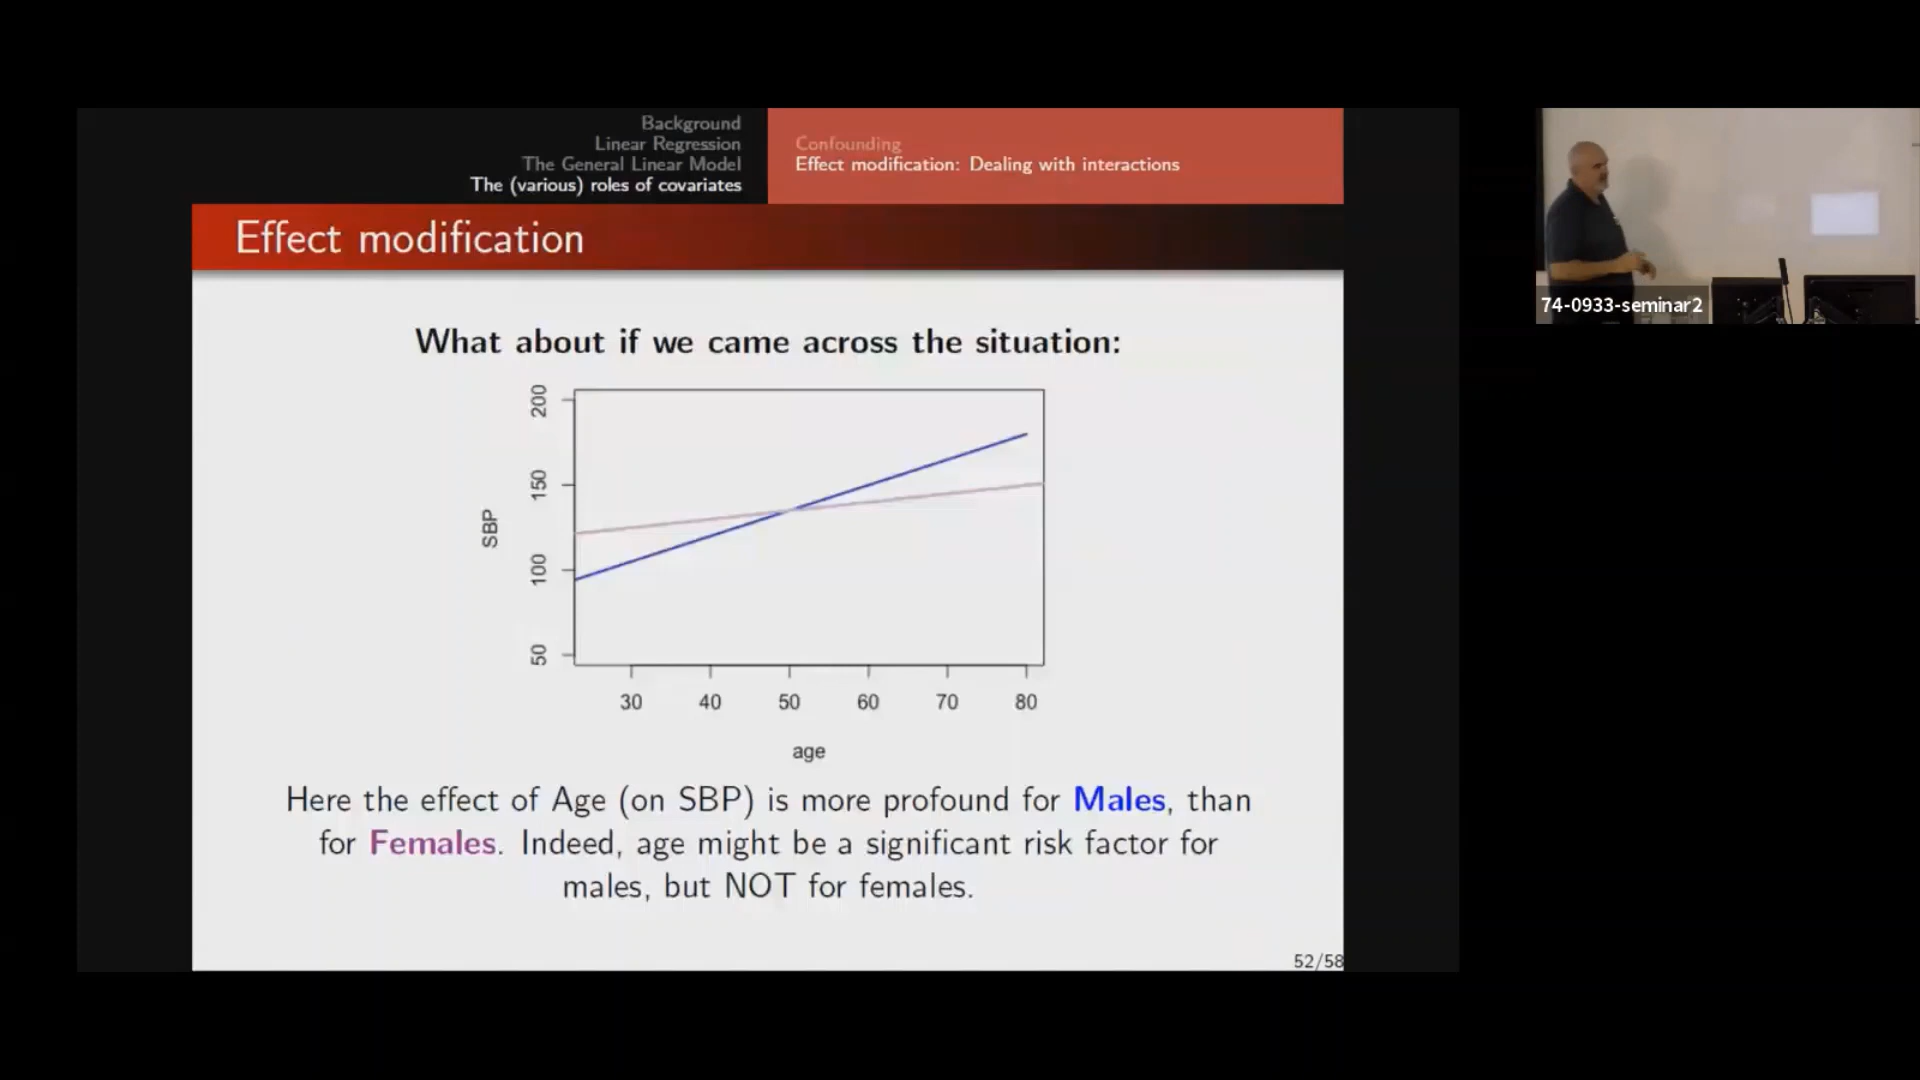 Background
Linear Regression
The General Linear Model
The (various) roles of covariates
Confounding
Effect modification: Dealing with interactions
Effect modification
What about if we came across the situation:
200
150
100
50
SBP
30 40 50 60 70 80
age
Here the effect of Age (on SBP) is more profound for Males, than
for Females. Indeed, age might be a significant risk factor for
males, but NOT for females.
52/58
74-0933-seminar2